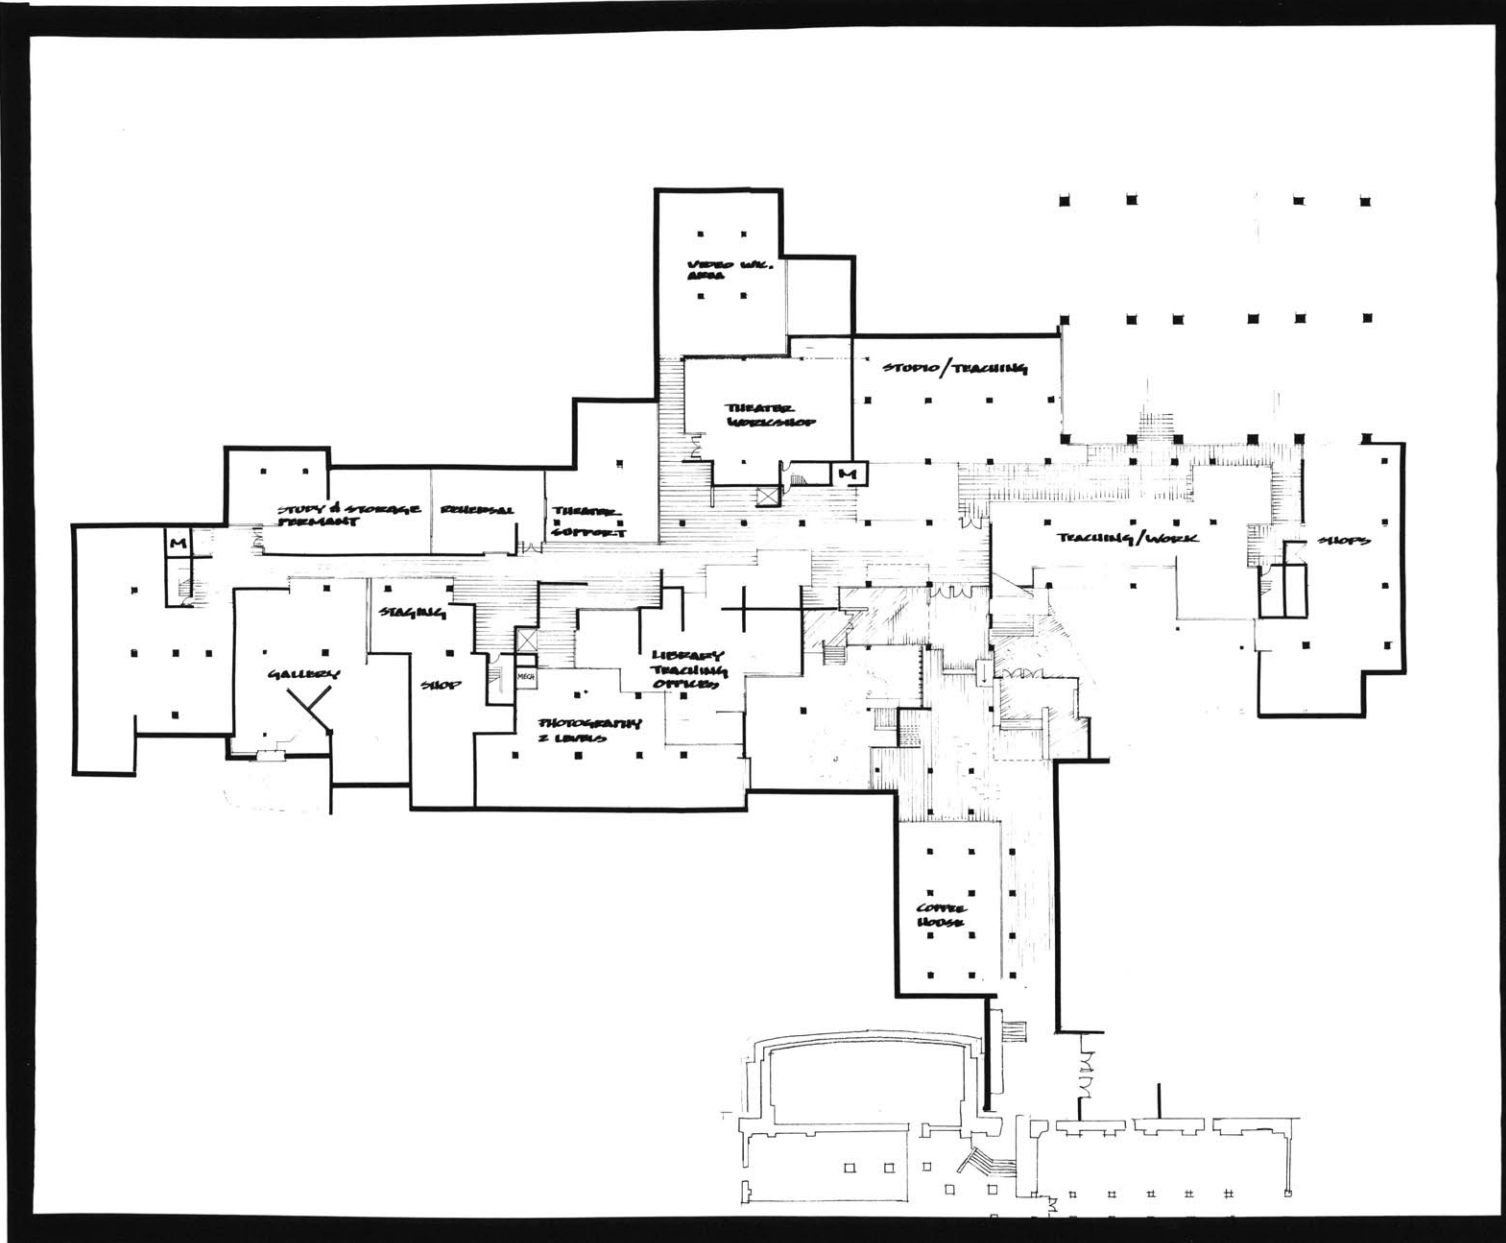 VIDEO WK.
AREA
STUDIO/TEACHING
THEATER
WORKSHOP
M
STUDY & STORAGE
PERMANT
REHERSAL
THEATER
SUPPORT
M
TEACHING/WORK
SHOPS
STAGING
GALLERY
SHOP
MECH
LIBRARY
TEACHING
OFFICES
PHOTOGRAPHY
2 LEVELS
COFFEE
HOUSE